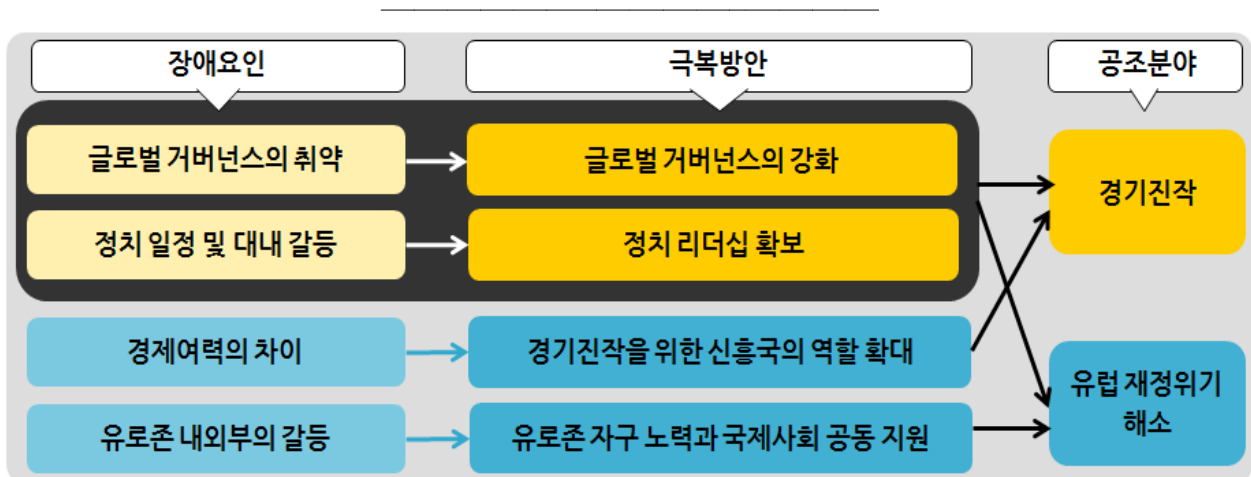 장애요인 극복방안 공조분야
글로벌 거버넌스의 취약 글로벌 거버넌스의 강화
경기진작
정치 일정 및 대내 갈등 정치 리더십 확보
경제여력의 차이 경기진작을 위한 신흥국의 역할 확대
유럽 재정위기
해소
유로존 내외부의 갈등 유로존 자구 노력과 국제사회 공동 지원